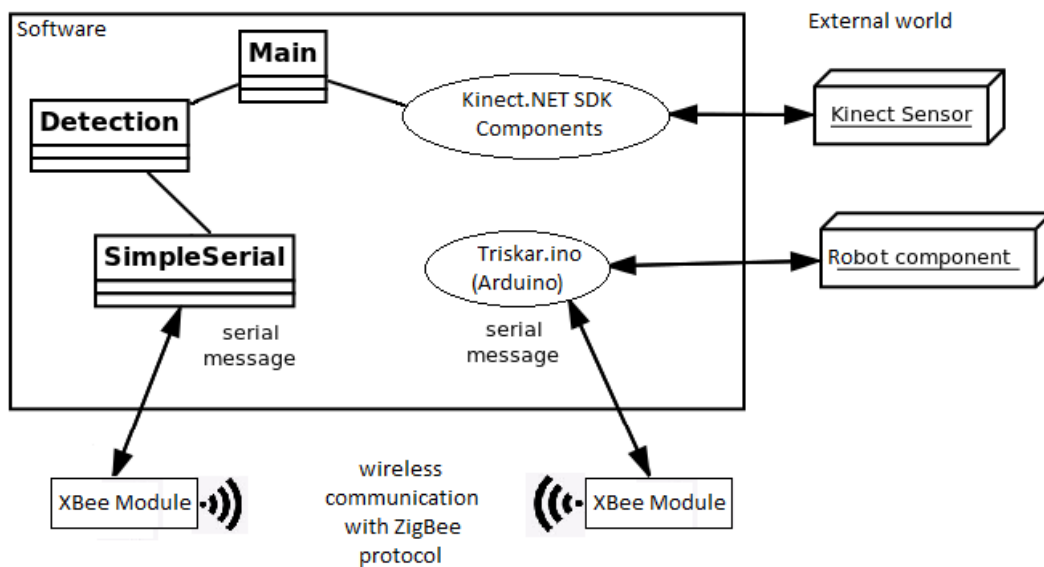 Software
External world
Main
Kinect.NET SDK
Components
Kinect Sensor
Detection
SimpleSerial
Triskar.ino
(Arduino)
Robot component
serial
message
serial
message
XBee Module
wireless
communication
with ZigBee
protocol
XBee Module